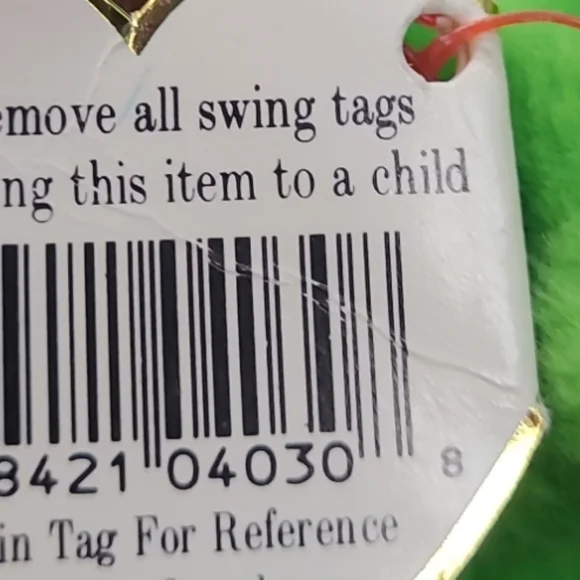 emove all swing tags
ng this item to a child
8421 04030 8
in Tag For Reference